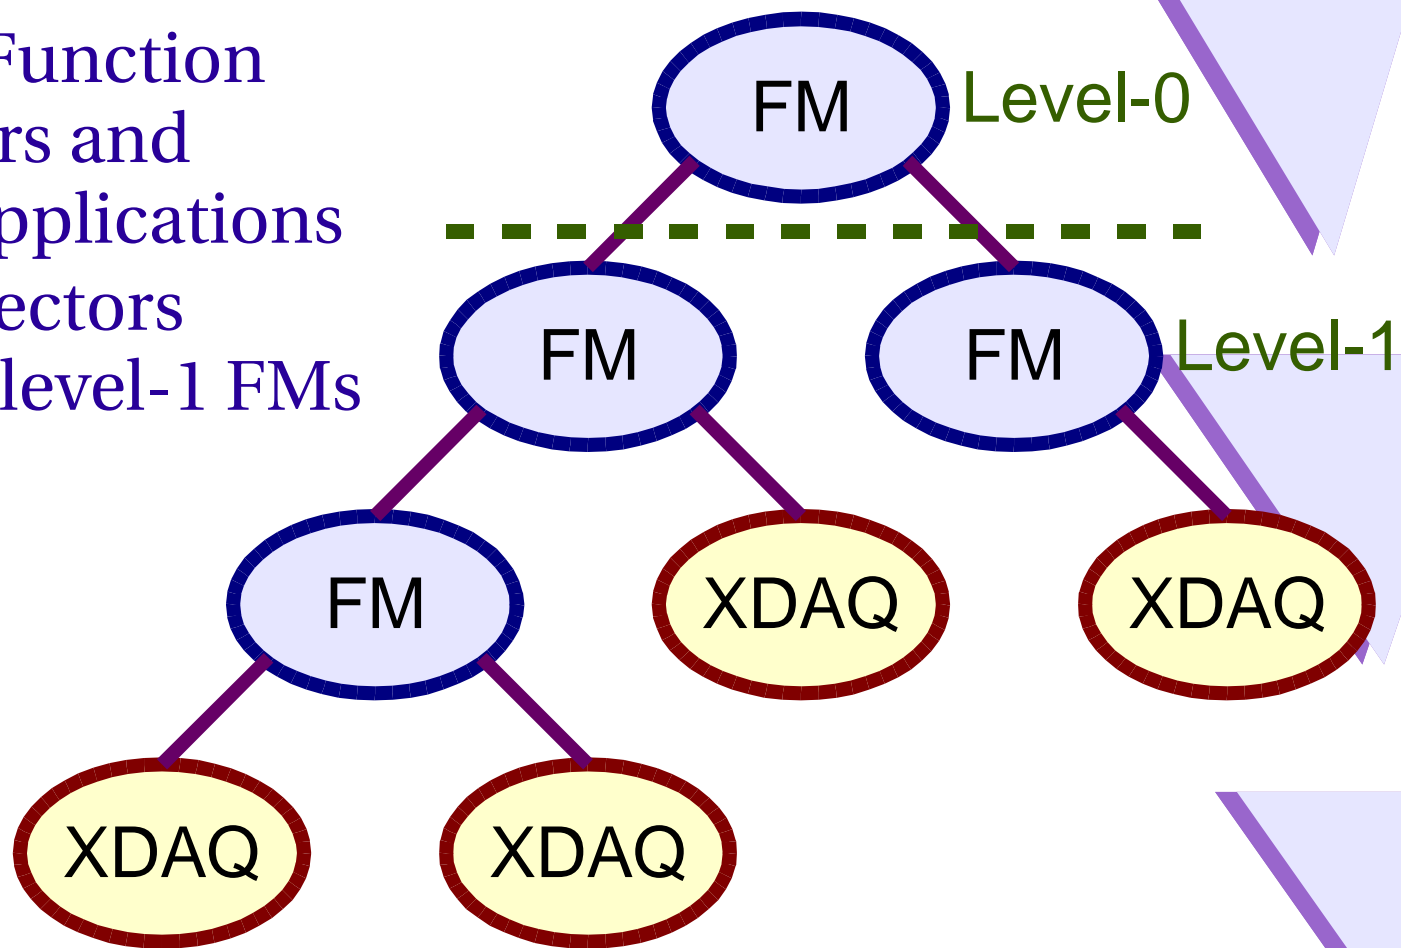 Function
rs and
pplications
ectors
level-1 FMs
FM
Level-0
FM
FM
Level-1
FM
XDAQ
XDAQ
XDAQ
XDAQ